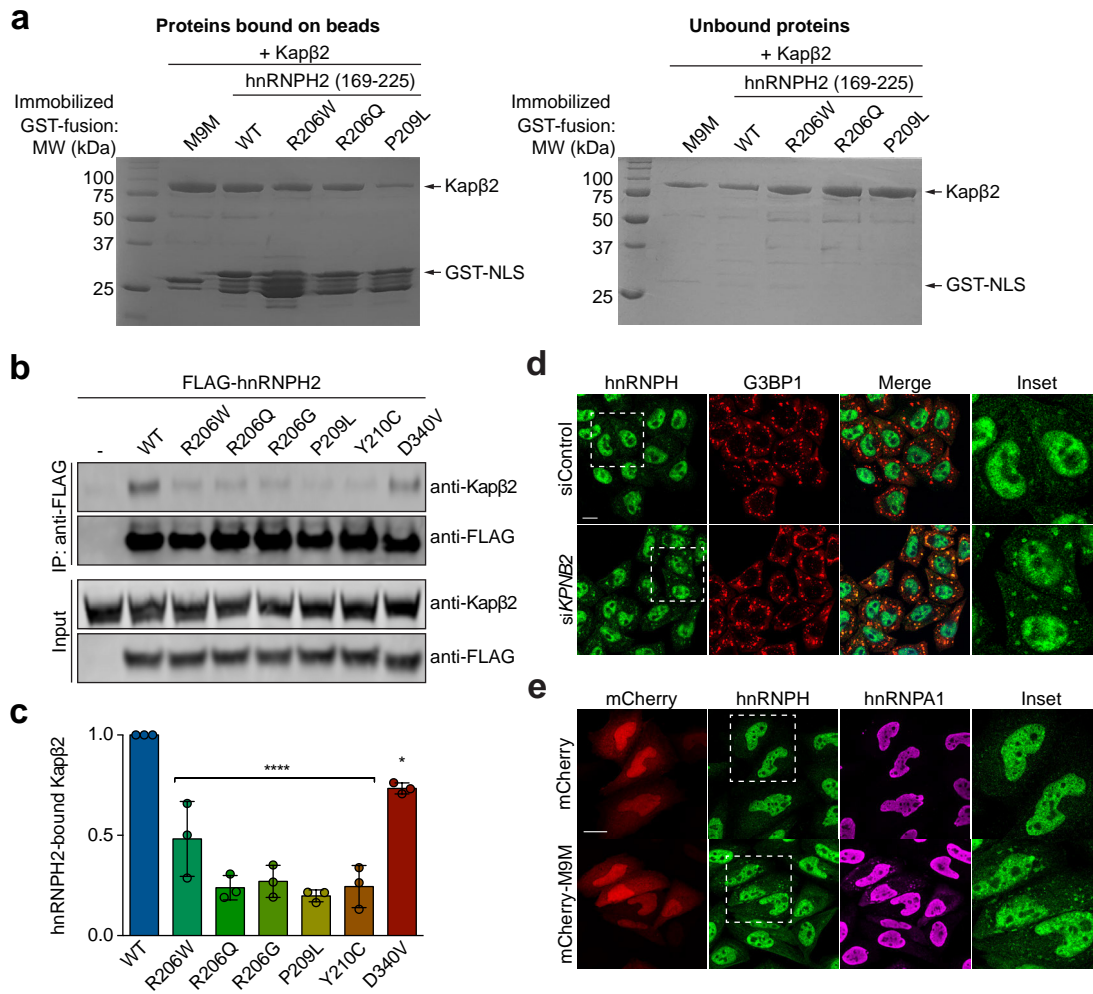 a
Proteins bound on beads
+ Kapβ2
hnRNPH2 (169-225)
Immobilized
GST-fusion:
MW (kDa)
M9M
WT
R206W
R206Q
P209L
100
75
50
37
25
Kapβ2
GST-NLS
Unbound proteins
+ Kapβ2
hnRNPH2 (169-225)
Immobilized
GST-fusion:
MW (kDa)
M9M
WT
R206W
R206Q
P209L
100
75
50
37
25
Kapβ2
GST-NLS
b
FLAG-hnRNPH2
-
WT
R206W
R206Q
R206G
P209L
Y210C
D340V
IP: anti-FLAG
anti-Kapβ2
anti-FLAG
Input
anti-Kapβ2
anti-FLAG
c
hnRNPH2-bound Kapβ2
1.0
0.5
0.0
****
*
WT
R206W
R206Q
R206G
P209L
Y210C
D340V
d
hnRNPH
G3BP1
Merge
Inset
siControl
siKPNB2
e
mCherry
hnRNPH
hnRNPA1
Inset
mCherry
mCherry-M9M